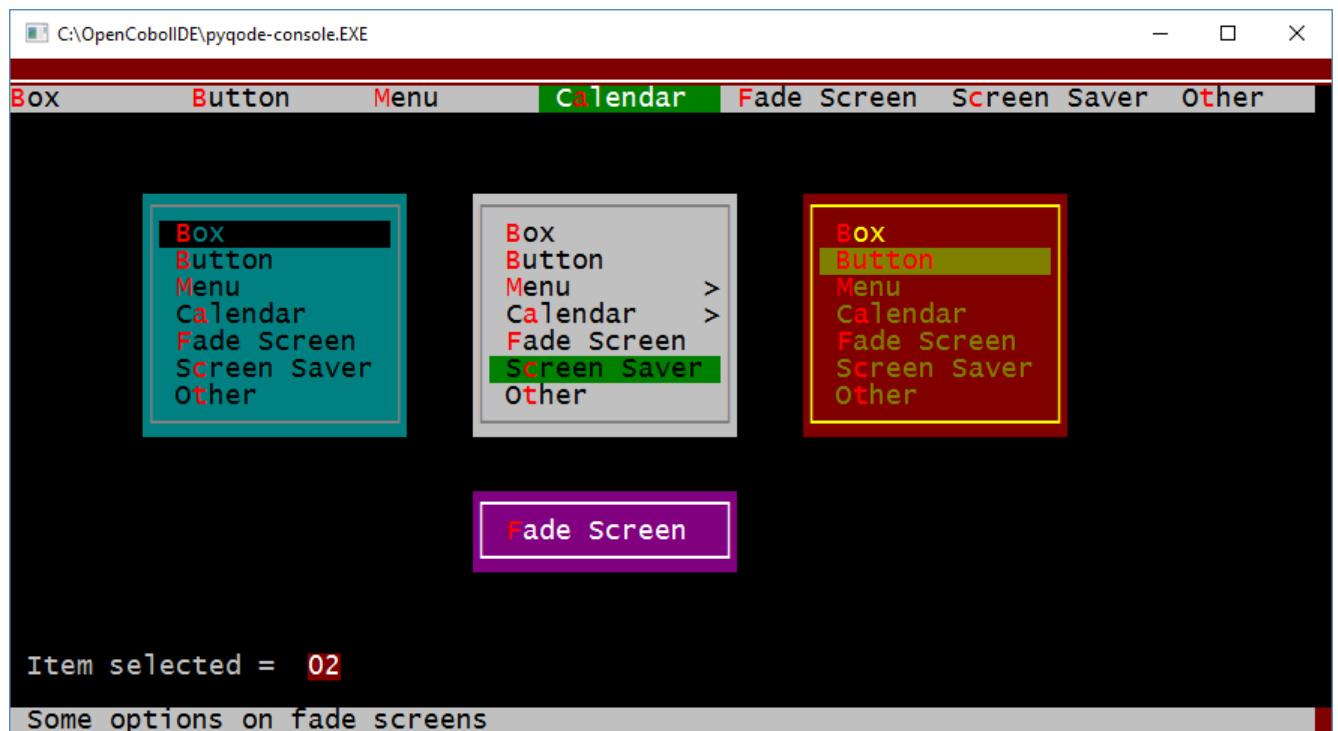 C:\OpenCobolIDE\pyqode-console.EXE
Box Button Menu Calendar Fade Screen Screen Saver Other
Box
Button
Menu
Calendar
Fade Screen
Screen Saver
Other
Box
Button
Menu >
Calendar >
Fade Screen
Screen Saver
Other
Box
Button
Menu
Calendar
Fade Screen
Screen Saver
Other
Fade Screen
Item selected = 02
Some options on fade screens